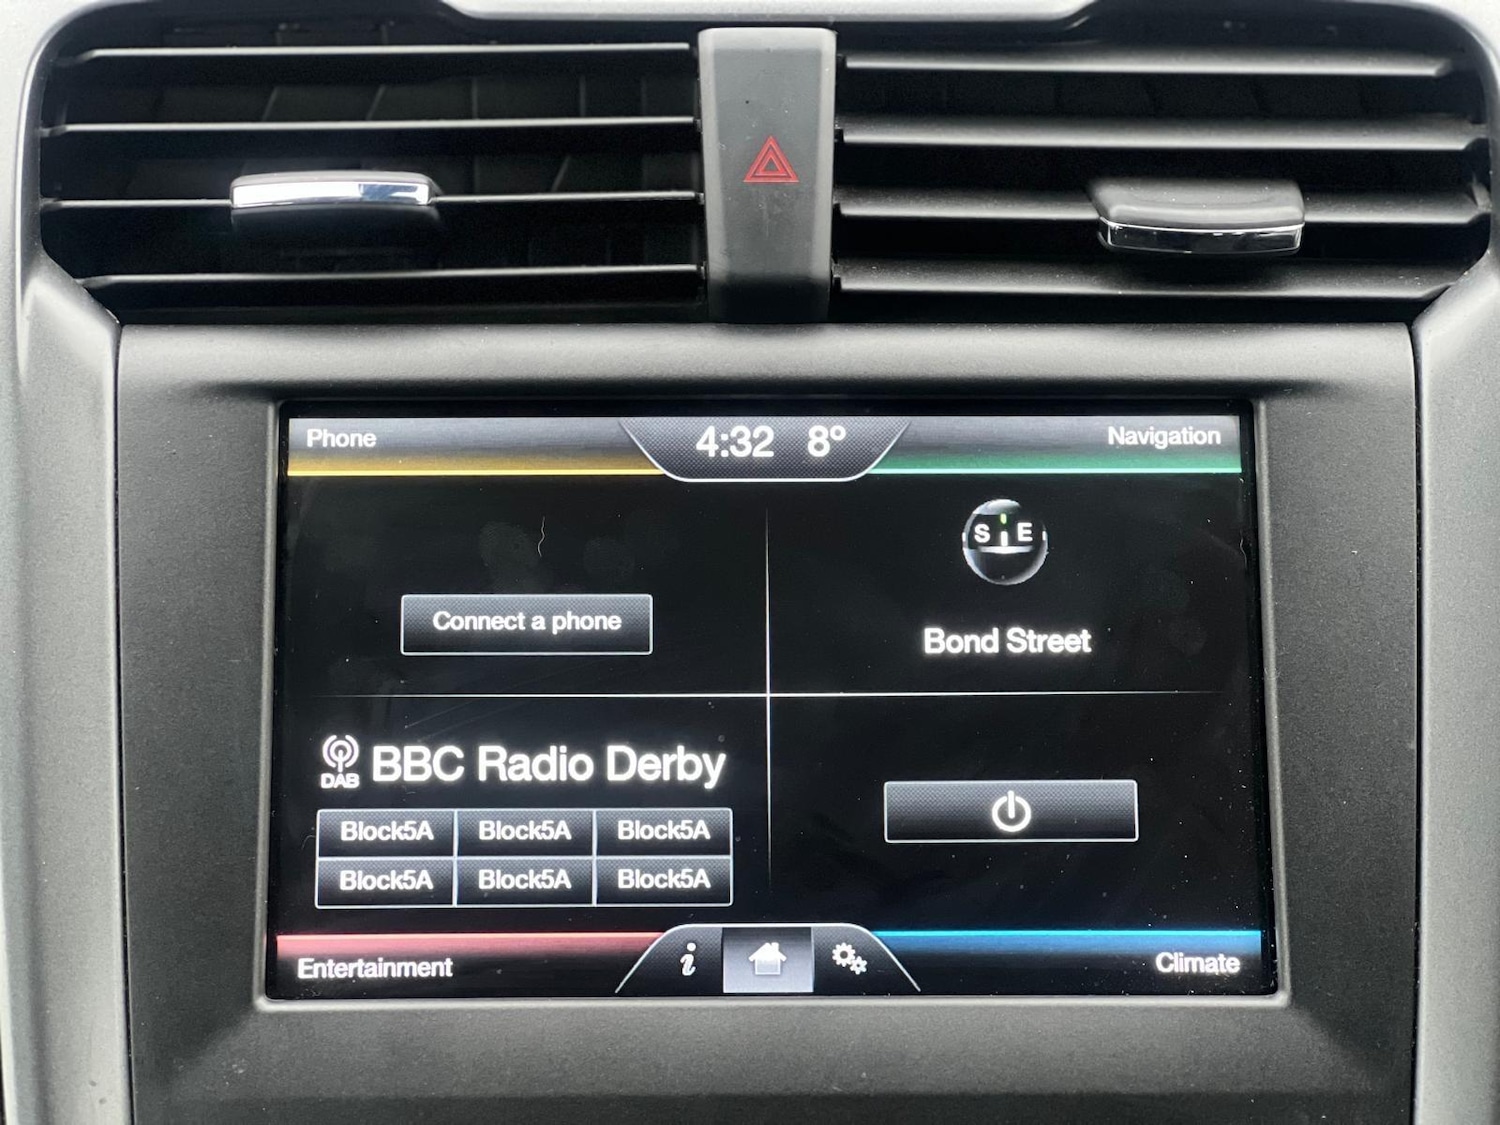 Phone
4:32 8°
Navigation
S E
Connect a phone
Bond Street
DAB
BBC Radio Derby
Block5A Block5A Block5A
Block5A Block5A Block5A
Entertainment
i
Climate